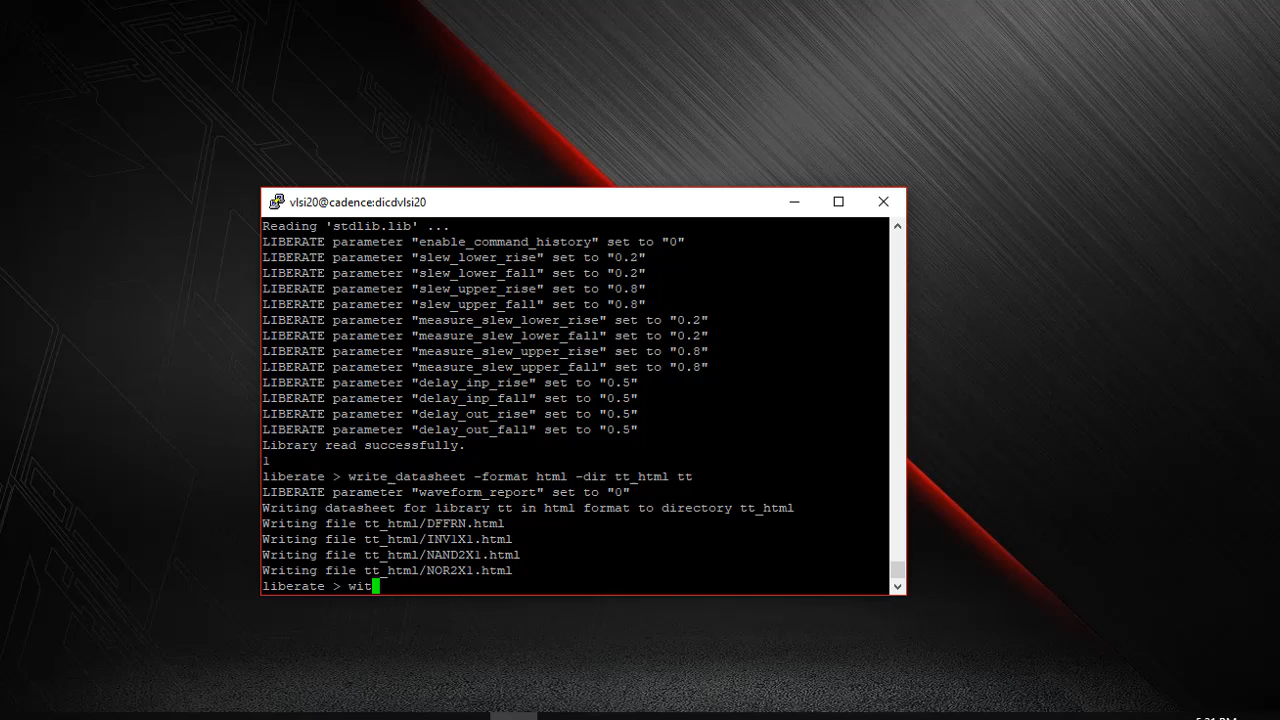 vlsi20@cadence:dicdvlsi20
Reading 'stdlib.lib' ...
LIBERATE parameter "enable_command_history" set to "0"
LIBERATE parameter "slew_lower_rise" set to "0.2"
LIBERATE parameter "slew_lower_fall" set to "0.2"
LIBERATE parameter "slew_upper_rise" set to "0.8"
LIBERATE parameter "slew_upper_fall" set to "0.8"
LIBERATE parameter "measure_slew_lower_rise" set to "0.2"
LIBERATE parameter "measure_slew_lower_fall" set to "0.2"
LIBERATE parameter "measure_slew_upper_rise" set to "0.8"
LIBERATE parameter "measure_slew_upper_fall" set to "0.8"
LIBERATE parameter "delay_inp_rise" set to "0.5"
LIBERATE parameter "delay_inp_fall" set to "0.5"
LIBERATE parameter "delay_out_rise" set to "0.5"
LIBERATE parameter "delay_out_fall" set to "0.5"
Library read successfully.
1
liberate > write_datasheet -format html -dir tt_html tt
LIBERATE parameter "waveform_report" set to "0"
Writing datasheet for library tt in html format to directory tt_html
Writing file tt_html/DFFRN.html
Writing file tt_html/INV1X1.html
Writing file tt_html/NAND2X1.html
Writing file tt_html/NOR2X1.html
liberate > wit